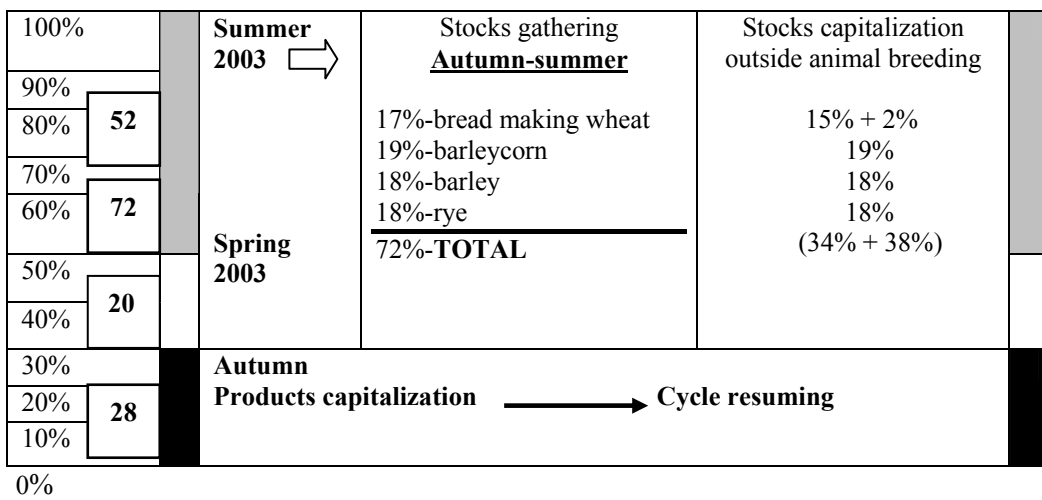 100%
90%
80%
70%
60%
50%
40%
30%
20%
10%
0%
52
72
20
28
Summer
2003
Spring
2003
Stocks gathering
Autumn-summer
17%-bread making wheat
19%-barleycorn
18%-barley
18%-rye
72%-TOTAL
Stocks capitalization
outside animal breeding
15% + 2%
19%
18%
18%
(34% + 38%)
Autumn
Products capitalization
Cycle resuming